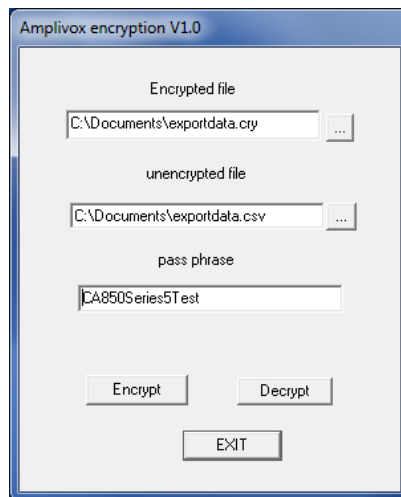 Amplivox encryption V1.0
Encrypted file
C:\Documents\exportdata.cry
...
unencrypted file
C:\Documents\exportdata.csv
...
pass phrase
CA850Series5Test
Encrypt Decrypt
EXIT